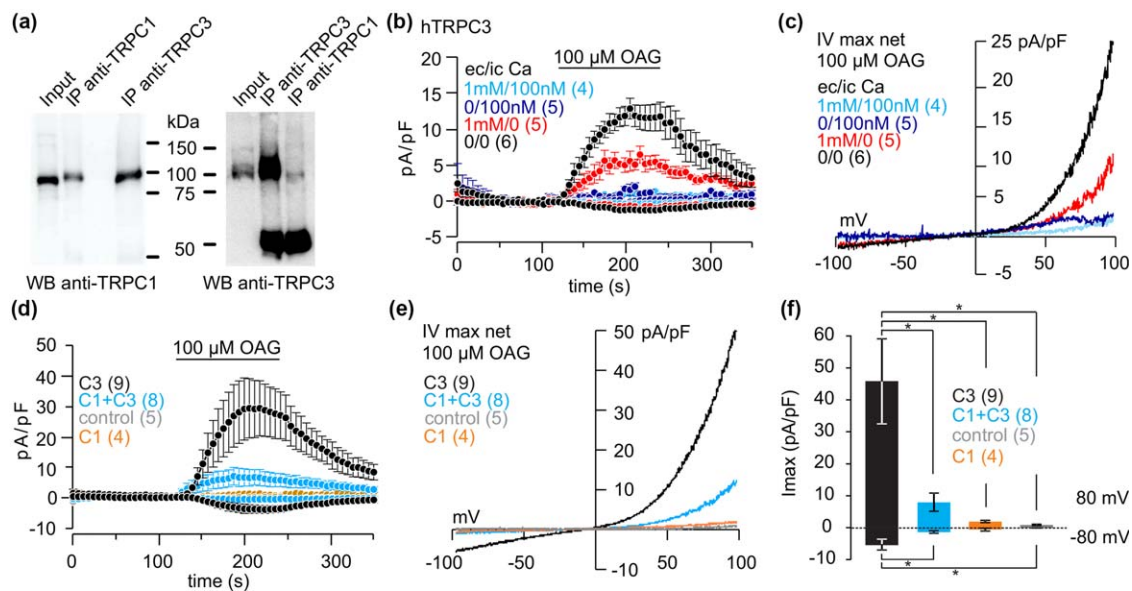 (a)
Input
IP anti-TRPC1
IP anti-TRPC3
Input
IP anti-TRPC3
IP anti-TRPC1
kDa
150
100
75
50
WB anti-TRPC1
WB anti-TRPC3
(b)
hTRPC3
100 µM OAG
ec/ic Ca
1mM/100nM (4)
0/100nM (5)
1mM/0 (5)
0/0 (6)
pA/pF
15
10
5
0
-5
0
100
200
300
time (s)
(c)
IV max net
100 µM OAG
ec/ic Ca
1mM/100nM (4)
0/100nM (5)
1mM/0 (5)
0/0 (6)
pA/pF
25
20
15
10
5
-5
mV
-100
-50
50
100
(d)
100 µM OAG
C3 (9)
C1+C3 (8)
control (5)
C1 (4)
pA/pF
50
40
30
20
10
0
-10
0
100
200
300
time (s)
(e)
IV max net
100 µM OAG
C3 (9)
C1+C3 (8)
control (5)
C1 (4)
50
pA/pF
40
30
20
10
-10
mV
-100
-50
50
100
(f)
C3 (9)
C1+C3 (8)
control (5)
C1 (4)
Imax (pA/pF)
60
50
40
30
20
10
0
-10
80 mV
-80 mV
*
*
*
*
*